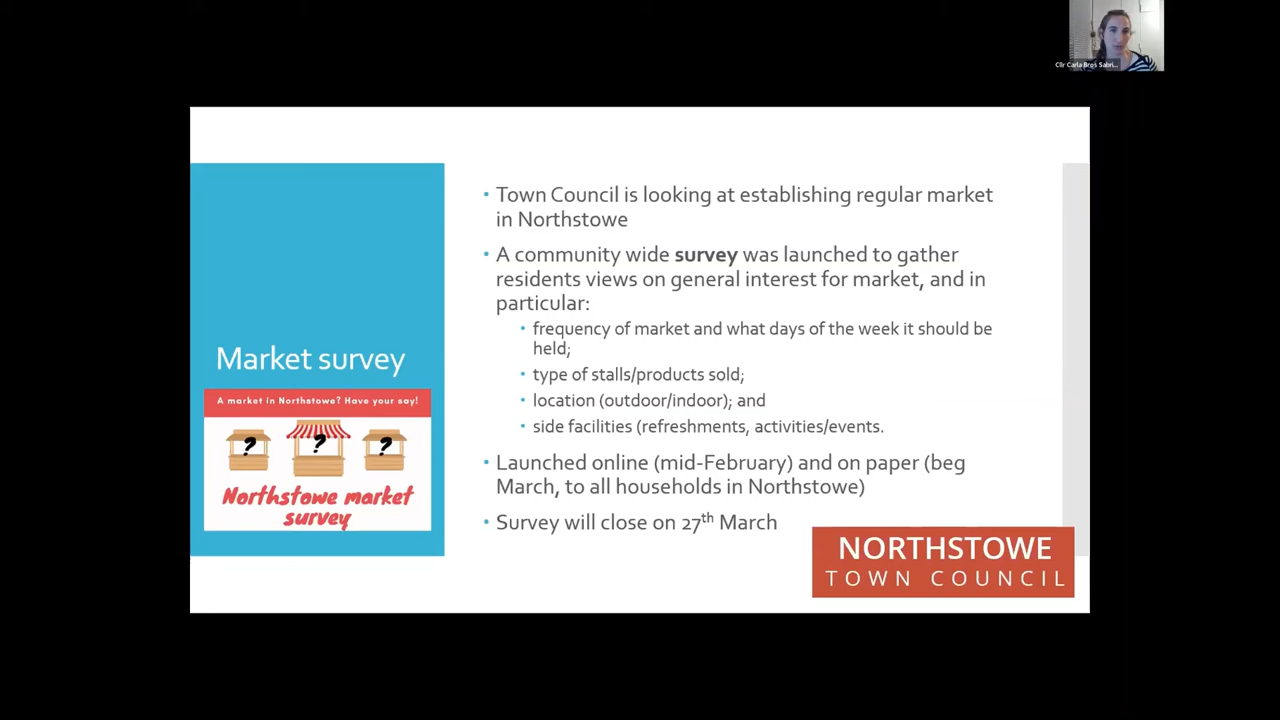 Cllr Carla Bros Sabri...
Town Council is looking at establishing regular market
in Northstowe
A community wide survey was launched to gather
residents views on general interest for market, and in
particular:
frequency of market and what days of the week it should be
held;
type of stalls/products sold;
location (outdoor/indoor); and
side facilities (refreshments, activities/events.
Launched online (mid-February) and on paper (beg
March, to all households in Northstowe)
Survey will close on 27th March
Market survey
A market in Northstowe? Have your say!
? ? ?
Northstowe market
survey
NORTHSTOWE
TOWN COUNCIL